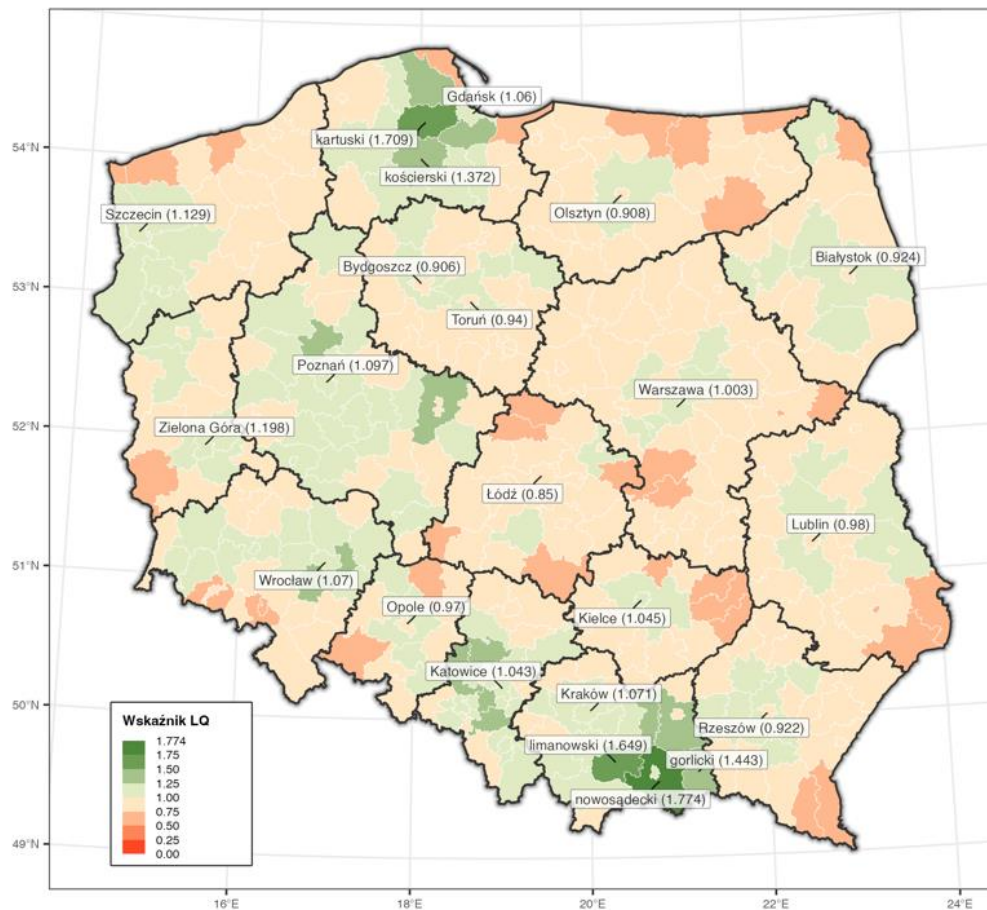 Gdańsk (1.06)
54°N
kartuski (1.709)
kościerski (1.372)
Szczecin (1.129)
Olsztyn (0.908)
Białystok (0.924)
Bydgoszcz (0.906)
53°N
Toruń (0.94)
Poznań (1.097)
Warszawa (1.003)
52°N
Zielona Góra (1.198)
Łódź (0.85)
Lublin (0.98)
51°N
Wrocław (1.07)
Opole (0.97)
Kielce (1.045)
Katowice (1.043)
Kraków (1.071)
50°N
Rzeszów (0.922)
limanowski (1.649)
gorlicki (1.443)
nowosądecki (1.774)
Wskaźnik LQ
1.774
1.75
1.50
1.25
1.00
0.75
0.50
0.25
0.00
49°N
16°E
18°E
20°E
22°E
24°E